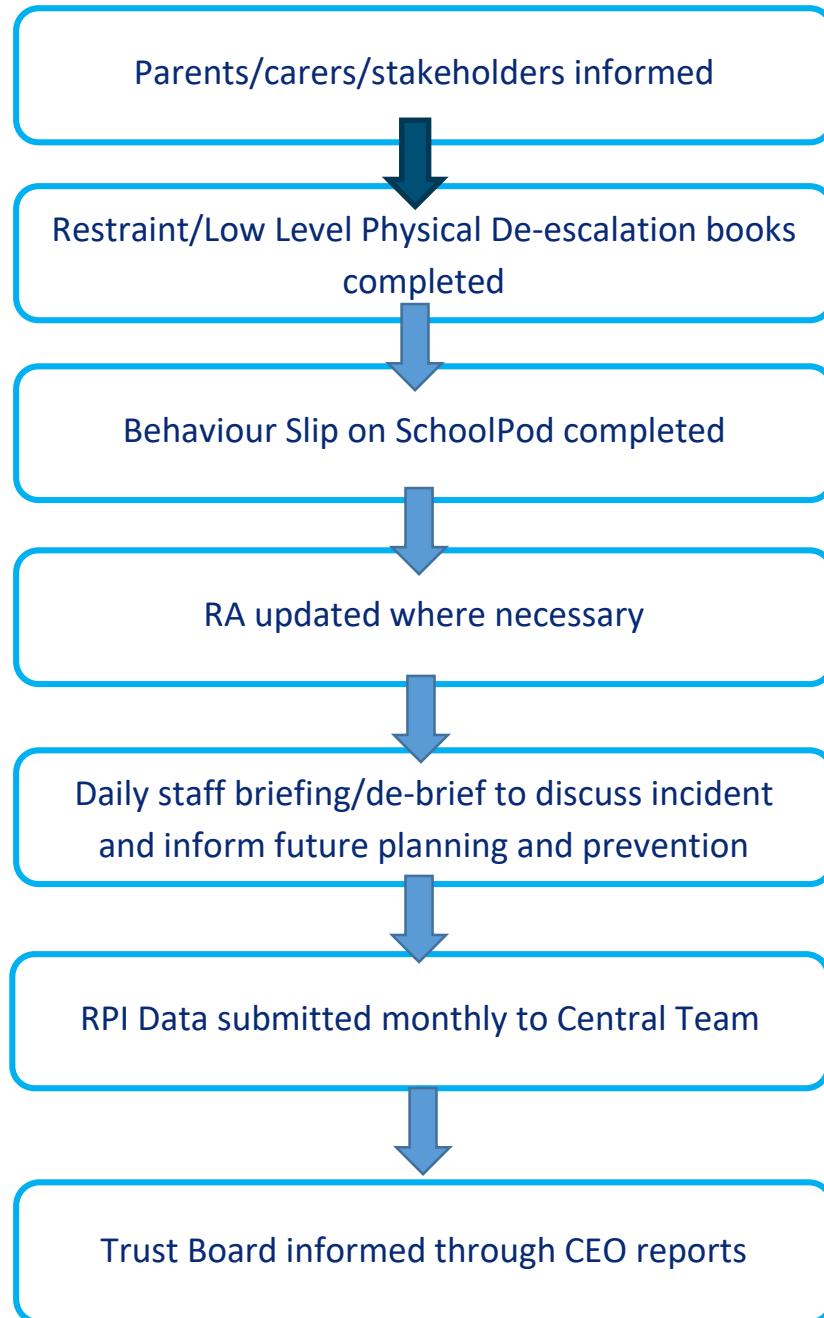 Parents/carers/stakeholders informed
Restraint/Low Level Physical De-escalation books
completed
Behaviour Slip on SchoolPod completed
RA updated where necessary
Daily staff briefing/de-brief to discuss incident
and inform future planning and prevention
RPI Data submitted monthly to Central Team
Trust Board informed through CEO reports